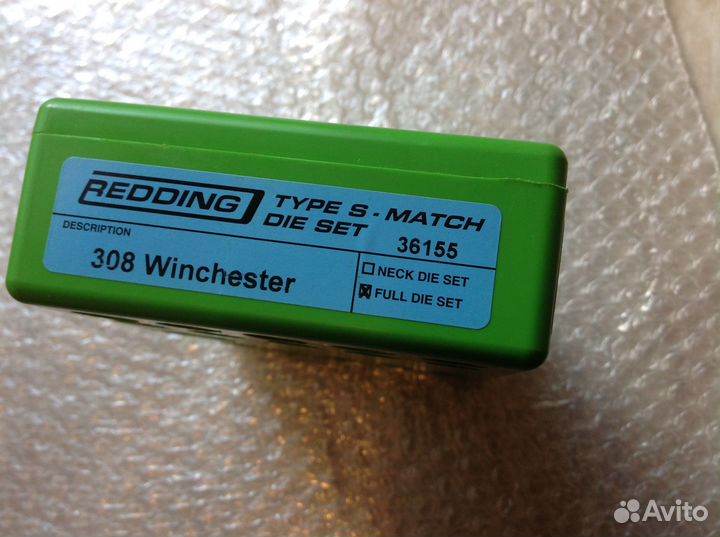 REDDING TYPE S - MATCH
DIE SET 36155
DESCRIPTION
308 Winchester
NECK DIE SET
FULL DIE SET
Avito